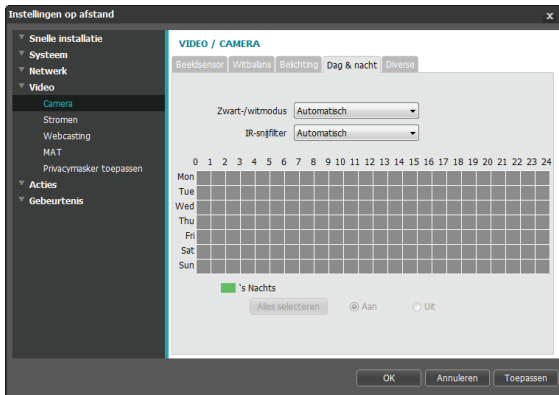 Instellingen op afstand
x
Snelle installatie
Systeem
Netwerk
Video
Camera
Stromen
Webcasting
MAT
Privacymasker toepassen
Acties
Gebeurtenis
VIDEO / CAMERA
Beeldsensor Witbalans Belichting Dag & nacht Diverse
Zwart-/witmodus Automatisch
IR-snijfilter Automatisch
0 1 2 3 4 5 6 7 8 9 10 11 12 13 14 15 16 17 18 19 20 21 22 23 24
Mon
Tue
Wed
Thu
Fri
Sat
Sun
's Nachts
Alles selecteren Aan Uit
OK Annuleren Toepassen